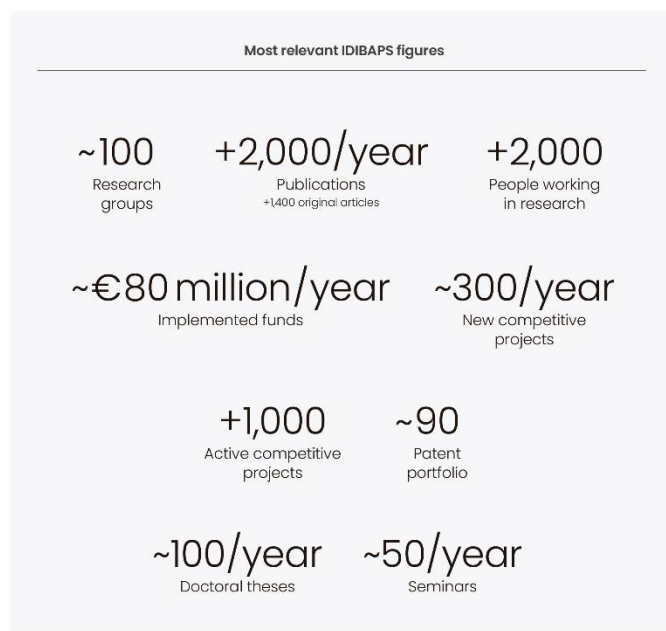 Most relevant IDIBAPS figures
~100
Research
groups
+2,000/year
Publications
+1,400 original articles
+2,000
People working
in research
~€80 million/year
Implemented funds
~300/year
New competitive
projects
+1,000
Active competitive
projects
~90
Patent
portfolio
~100/year
Doctoral theses
~50/year
Seminars